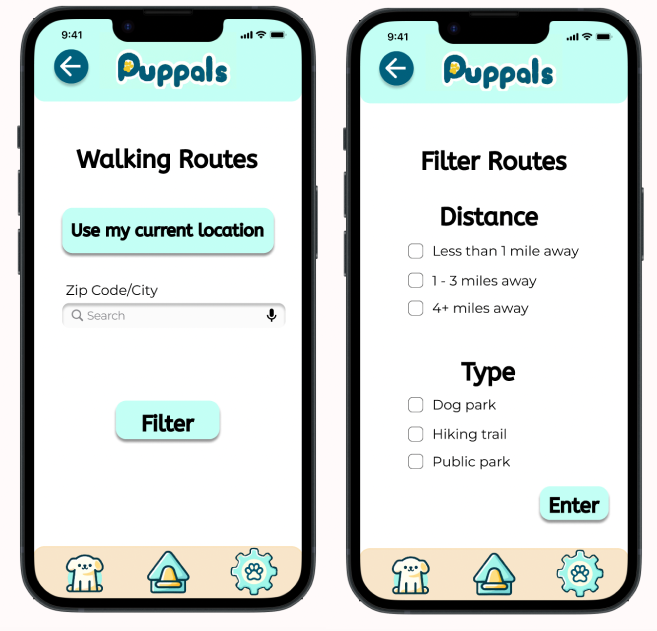 9:41
Puppals
Walking Routes
Use my current location
Zip Code/City
Search
Filter
9:41
Puppals
Filter Routes
Distance
Less than 1 mile away
1 - 3 miles away
4+ miles away
Type
Dog park
Hiking trail
Public park
Enter